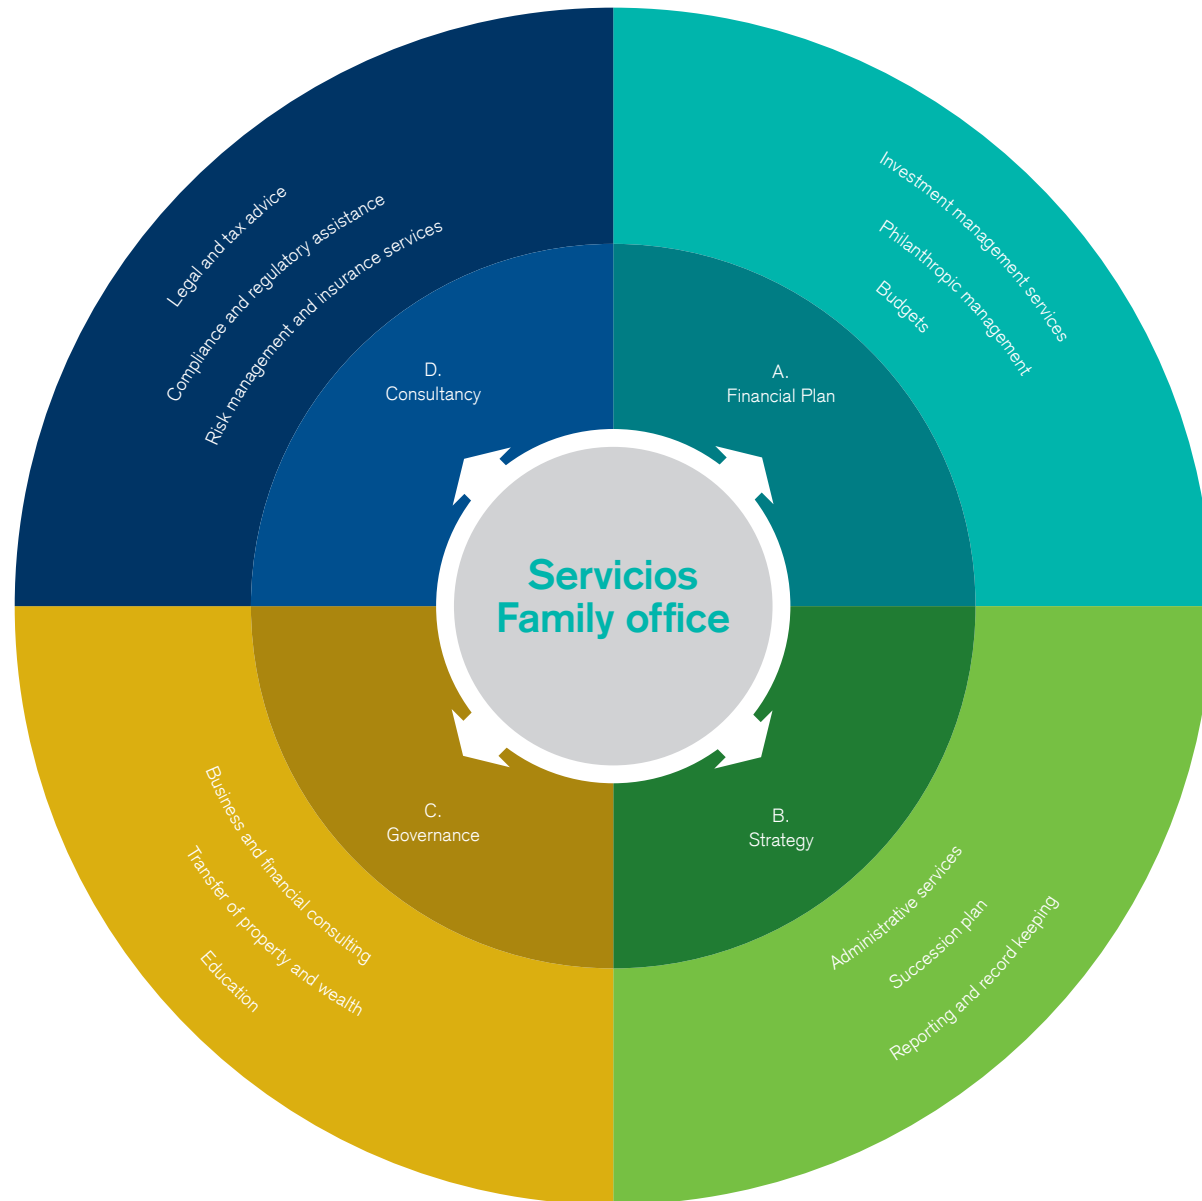 Servicios
Family office
A.
Financial Plan
Investment management services
Philanthropic management
Budgets
B.
Strategy
Administrative services
Succession plan
Reporting and record keeping
C.
Governance
Business and financial consulting
Transfer of property and wealth
Education
D.
Consultancy
Legal and tax advice
Compliance and regulatory assistance
Risk management and insurance services